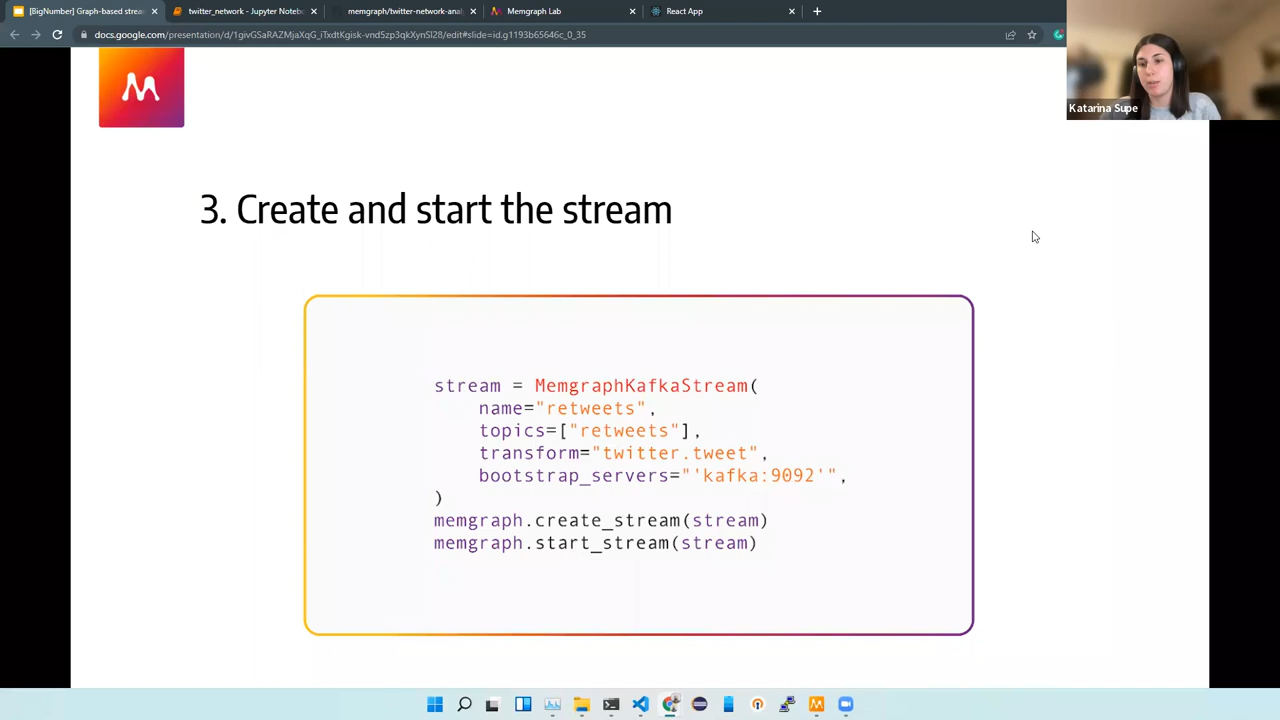 [BigNumber] Graph-based strea
twitter_network - Jupyter Noteb
memgraph/twitter-network-ana
Memgraph Lab
React App
docs.google.com/presentation/d/1givGSaRAZMjaXqG_iTxdtKgisk-vnd5zp3qkXynSl28/edit#slide=id.g1193b65646c_0_35
Katarina Supe
3. Create and start the stream
stream = MemgraphKafkaStream(
name="retweets",
topics=["retweets"],
transform="twitter.tweet",
bootstrap_servers="'kafka:9092'",
)
memgraph.create_stream(stream)
memgraph.start_stream(stream)